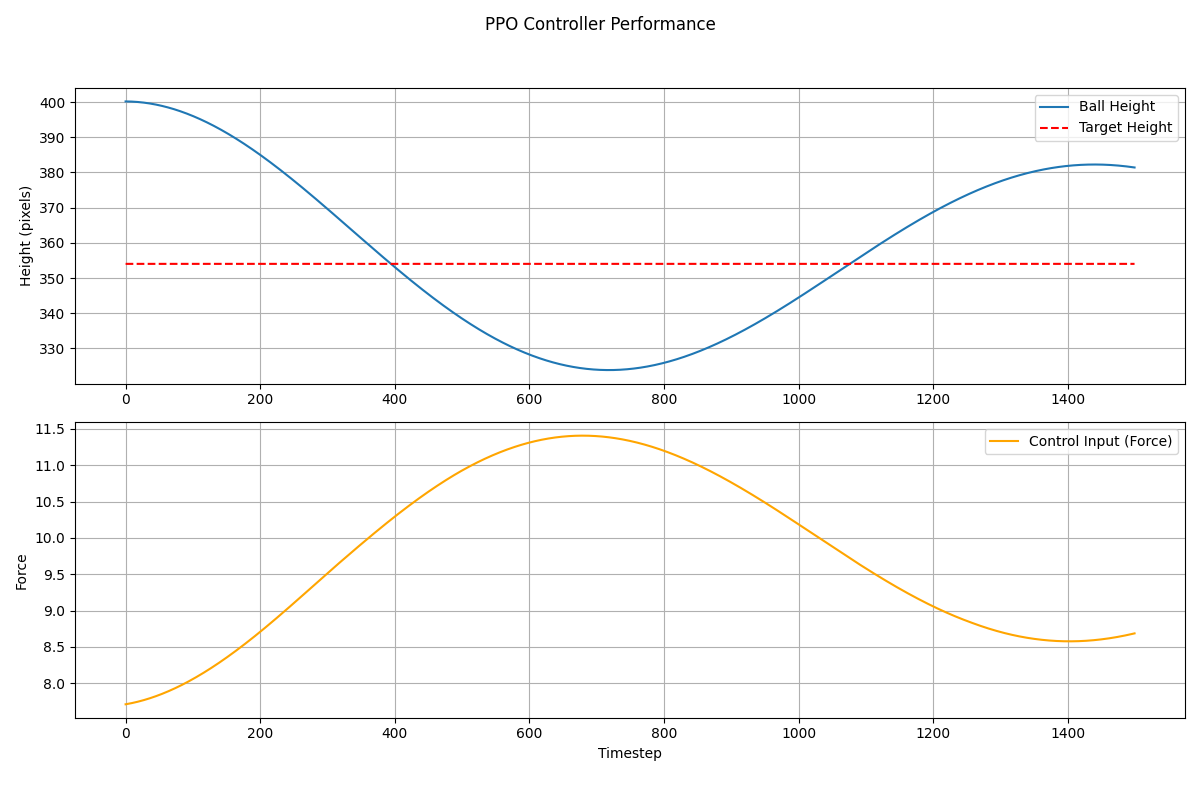 PPO Controller Performance
400
390
380
370
360
350
340
330
Height (pixels)
Ball Height
Target Height
0 200 400 600 800 1000 1200 1400
11.5
11.0
10.5
10.0
9.5
9.0
8.5
8.0
Force
Control Input (Force)
0 200 400 600 800 1000 1200 1400
Timestep